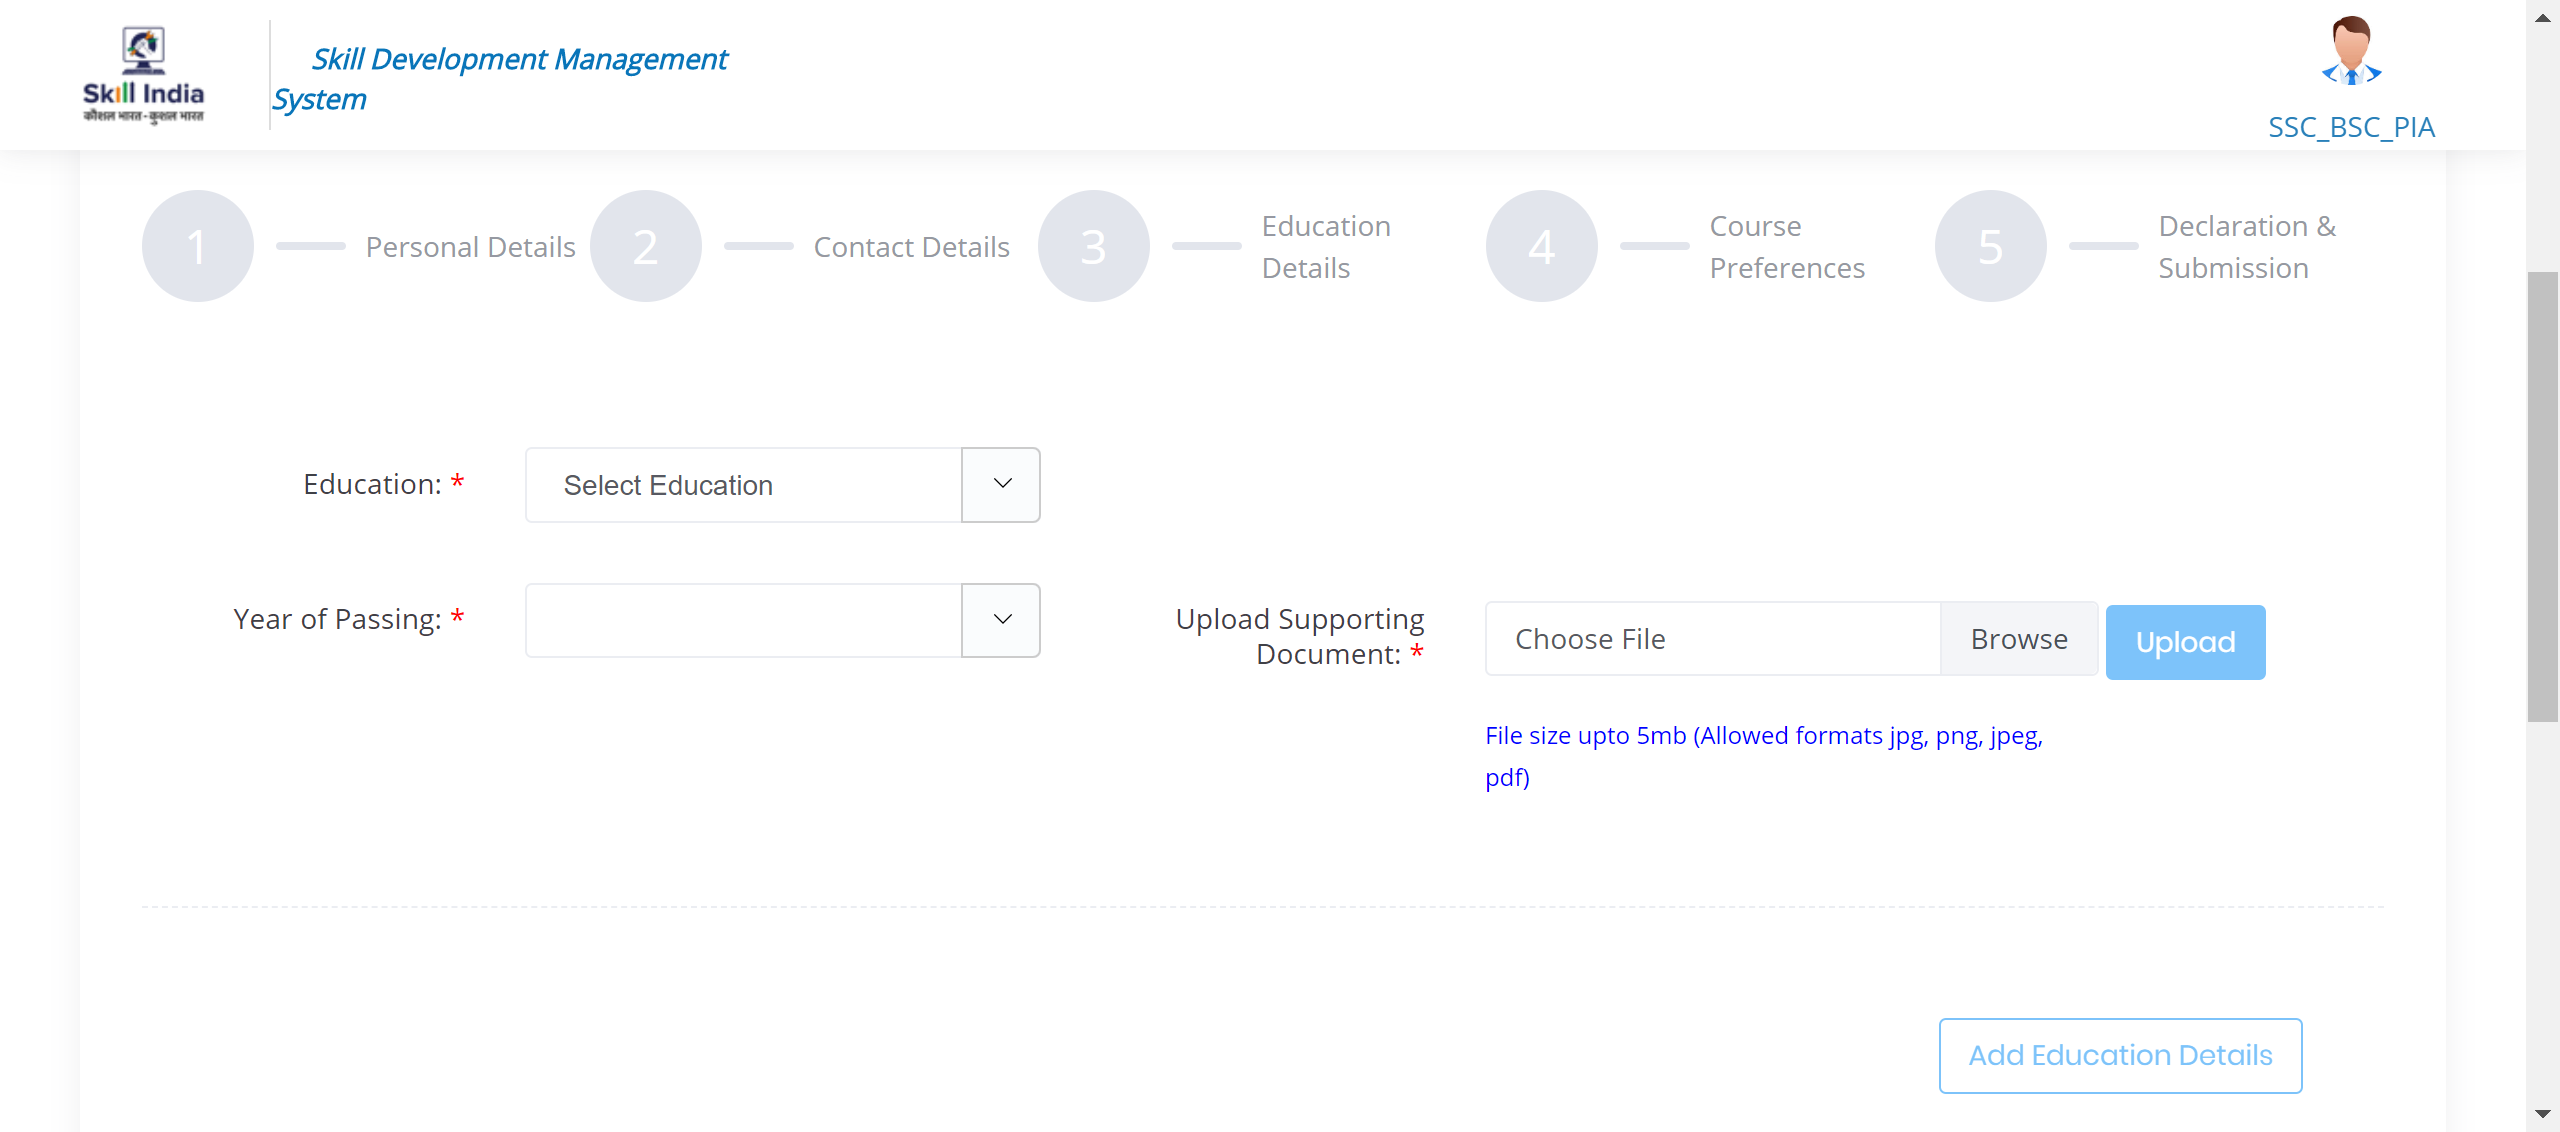 Skill India
कौशल भारत-कुशल भारत
Skill Development Management
System
SSC_BSC_PIA
1
Personal Details
2
Contact Details
3
Education
Details
4
Course
Preferences
5
Declaration &
Submission
Education: *
Select Education
Year of Passing: *
Upload Supporting
Document: *
Choose File
Browse
Upload
File size upto 5mb (Allowed formats jpg, png, jpeg,
pdf)
Add Education Details